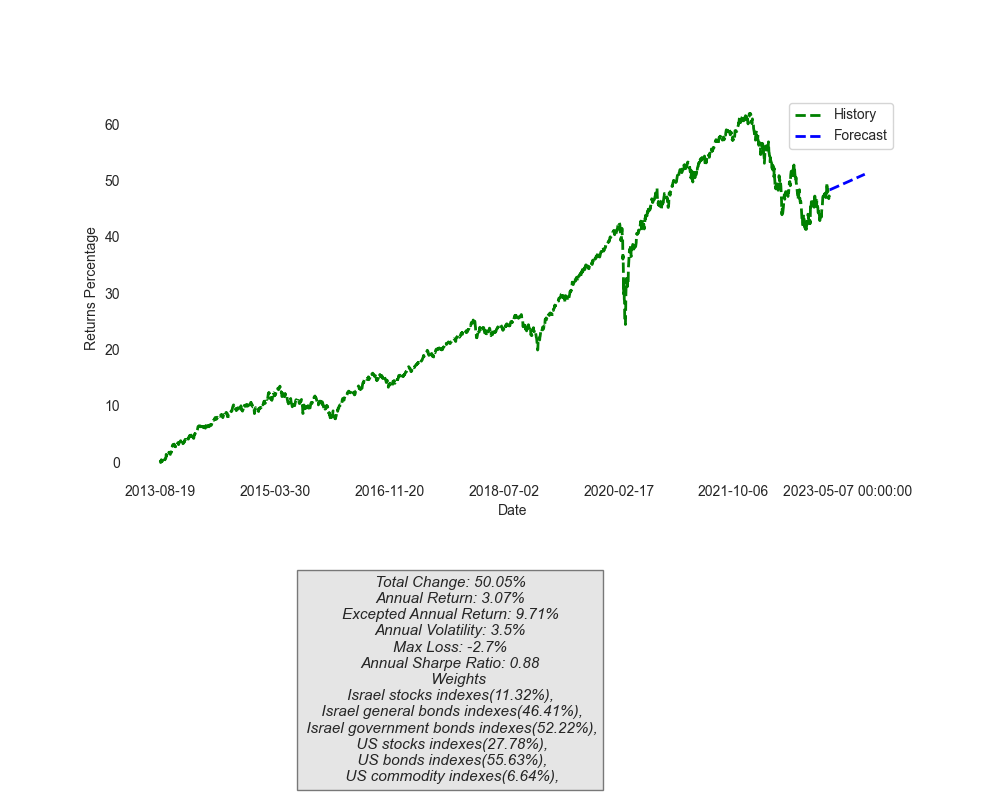 60
50
40
30
20
10
0
Returns Percentage
History
Forecast
2013-08-19
2015-03-30
2016-11-20
2018-07-02
2020-02-17
2021-10-06
2023-05-07 00:00:00
Date
Total Change: 50.05%
Annual Return: 3.07%
Excepted Annual Return: 9.71%
Annual Volatility: 3.5%
Max Loss: -2.7%
Annual Sharpe Ratio: 0.88
Weights
Israel stocks indexes(11.32%),
Israel general bonds indexes(46.41%),
Israel government bonds indexes(52.22%),
US stocks indexes(27.78%),
US bonds indexes(55.63%),
US commodity indexes(6.64%),